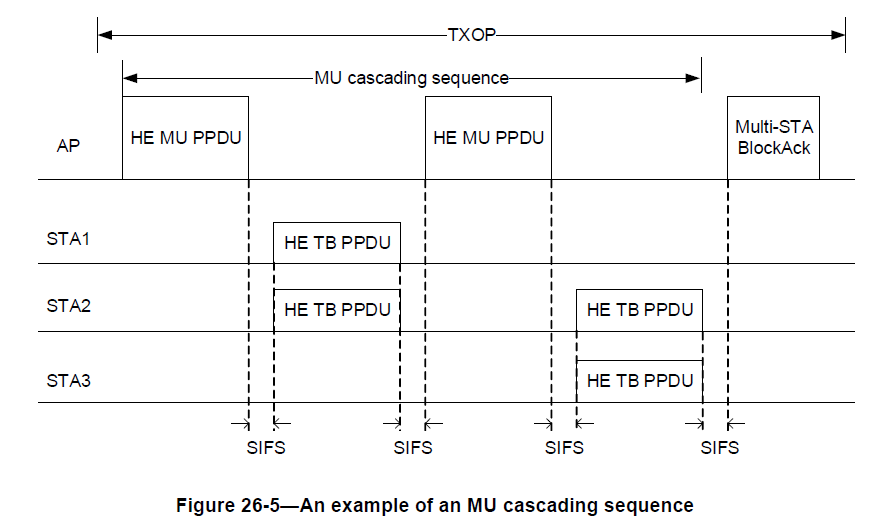 TXOP
MU cascading sequence
AP
HE MU PPDU
HE MU PPDU
Multi-STA
BlockAck
STA1
HE TB PPDU
STA2
HE TB PPDU
HE TB PPDU
STA3
HE TB PPDU
SIFS
SIFS
SIFS
SIFS
Figure 26-5—An example of an MU cascading sequence